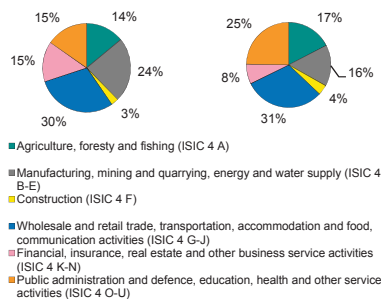 15% 14%
15% 24%
30% 3%
25% 17%
8% 16%
4%
31%
Agriculture, foresty and fishing (ISIC 4 A)
Manufacturing, mining and quarrying, energy and water supply (ISIC 4
B-E)
Construction (ISIC 4 F)
Wholesale and retail trade, transportation, accommodation and food,
communication activities (ISIC 4 G-J)
Financial, insurance, real estate and other business service activities
(ISIC 4 K-N)
Public administration and defence, education, health and other service
activities (ISIC 4 O-U)